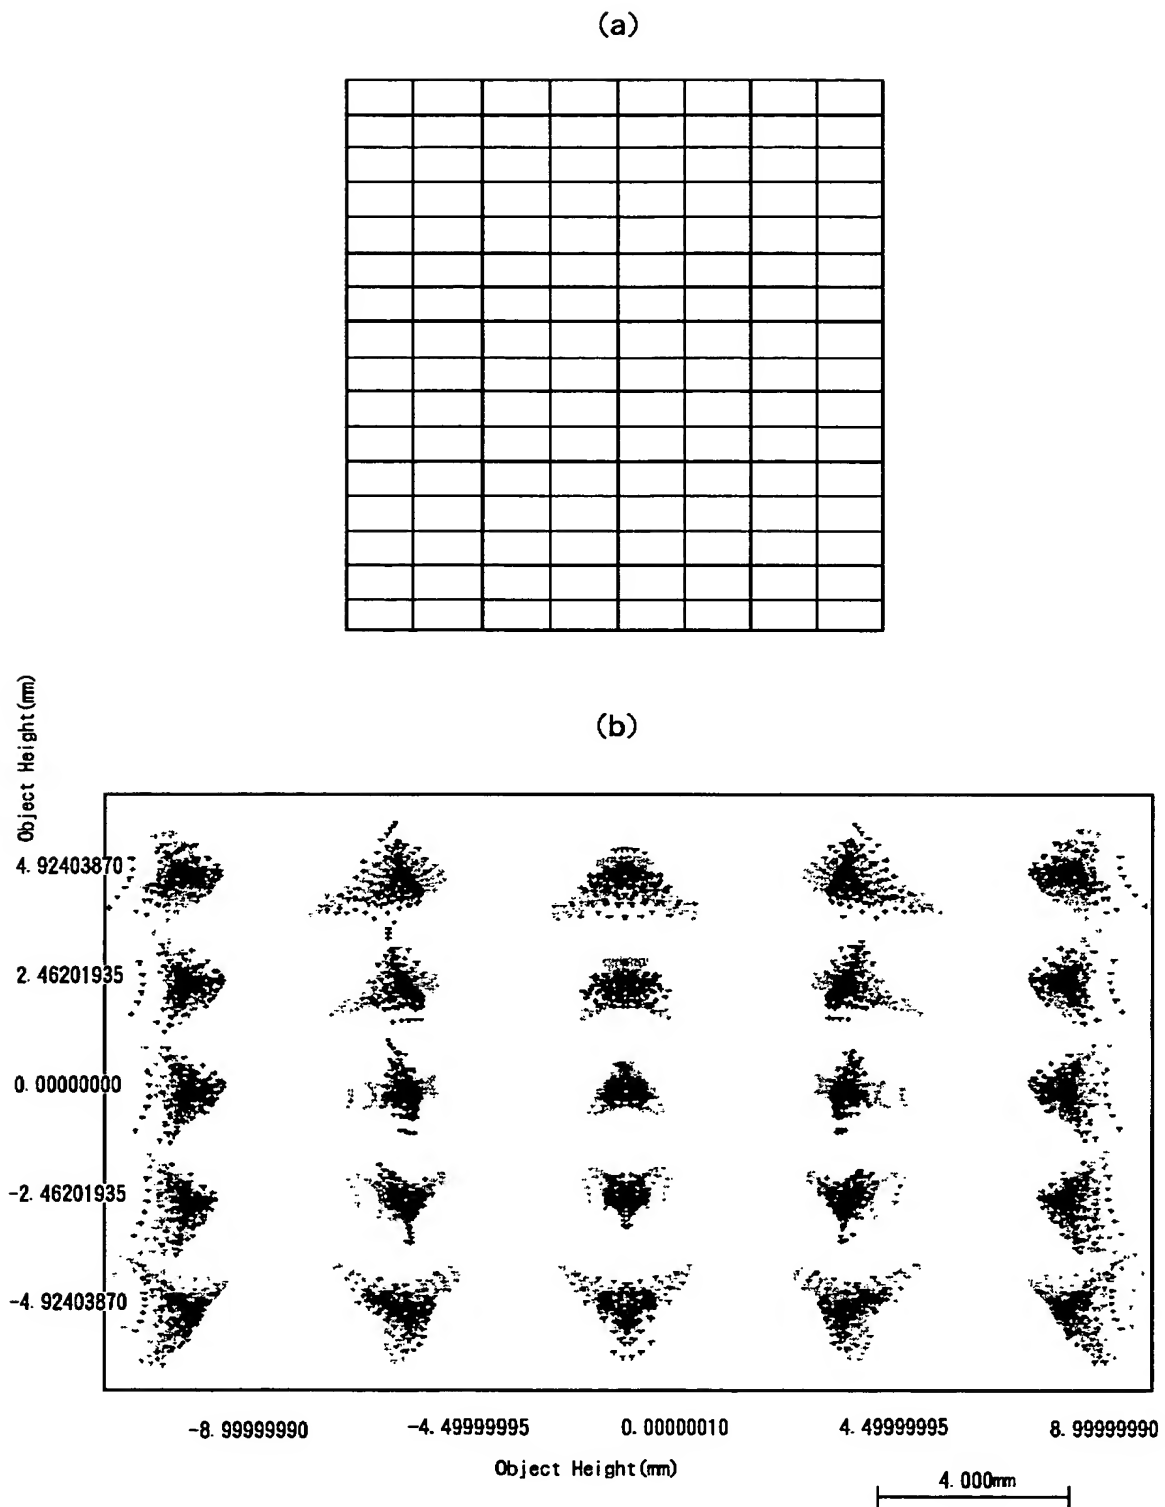 (a)
(b)
Object Height(mm)
4. 92403870
2. 46201935
0. 00000000
-2. 46201935
-4. 92403870
-8. 99999990
-4. 49999995
0. 00000010
4. 49999995
8. 99999990
Object Height(mm)
4. 000mm